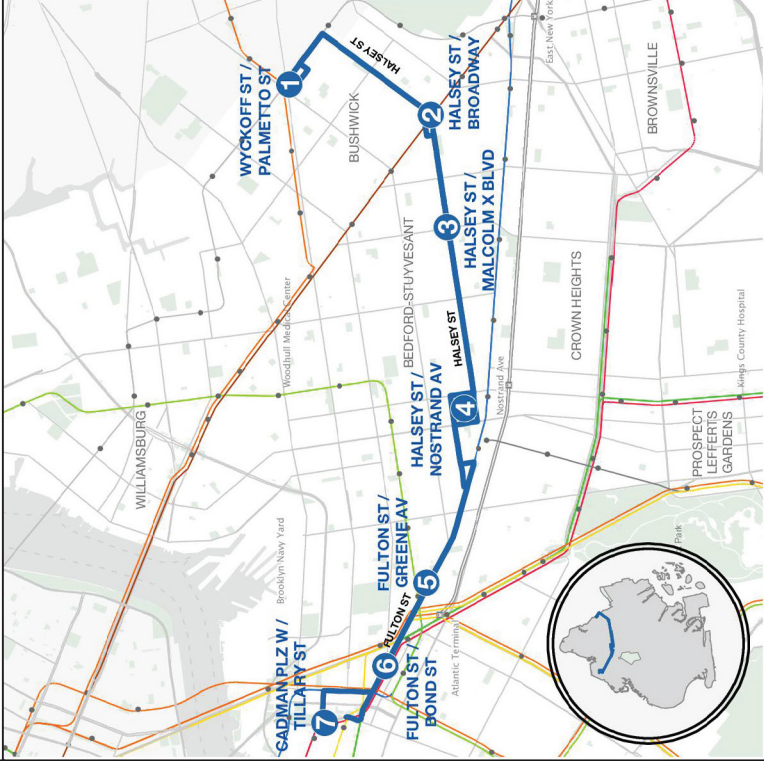 WYCKOFF ST /
PALMETTO ST
1
HALSEY ST
BUSHWICK
2
HALSEY ST /
BROADWAY
East New York
BROWNSVILLE
3
HALSEY ST /
MALCOLM X BLVD
BEDFORD-STUYVESANT
Woodhull Medical Center
HALSEY ST
CROWN HEIGHTS
Kings County Hospital
WILLIAMSBURG
HALSEY ST /
NOSTRAND AV
4
Nostrand Ave
PROSPECT
LEFFERTS
GARDENS
Brooklyn Navy Yard
FULTON ST /
GREENE AV
5
FULTON ST
Park
CADMAN PLZ W /
TILLARY ST
7
6
FULTON ST /
BOND ST
Atlantic Terminal